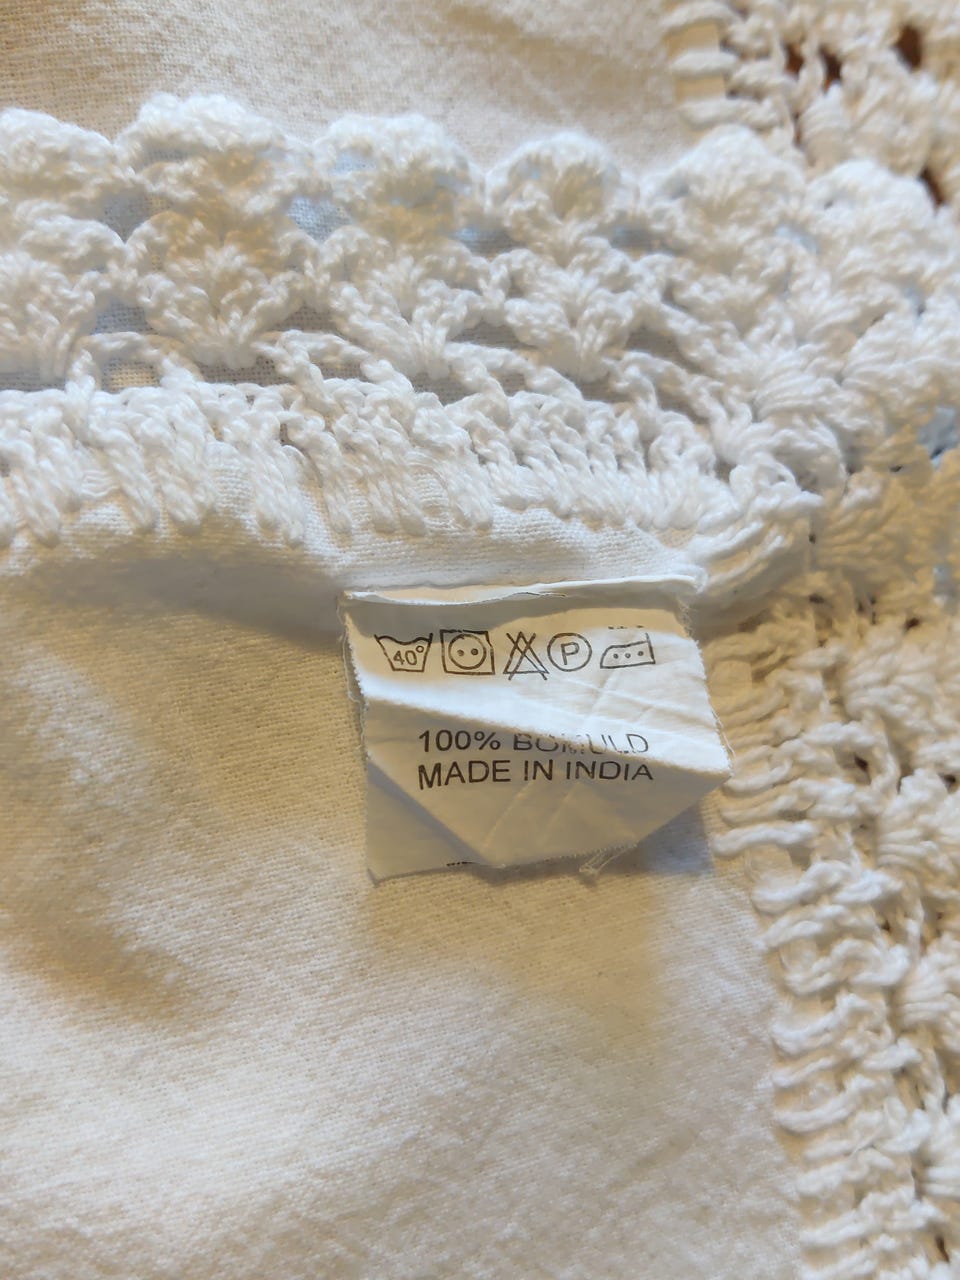 40°
P
100% BOMULD
MADE IN INDIA